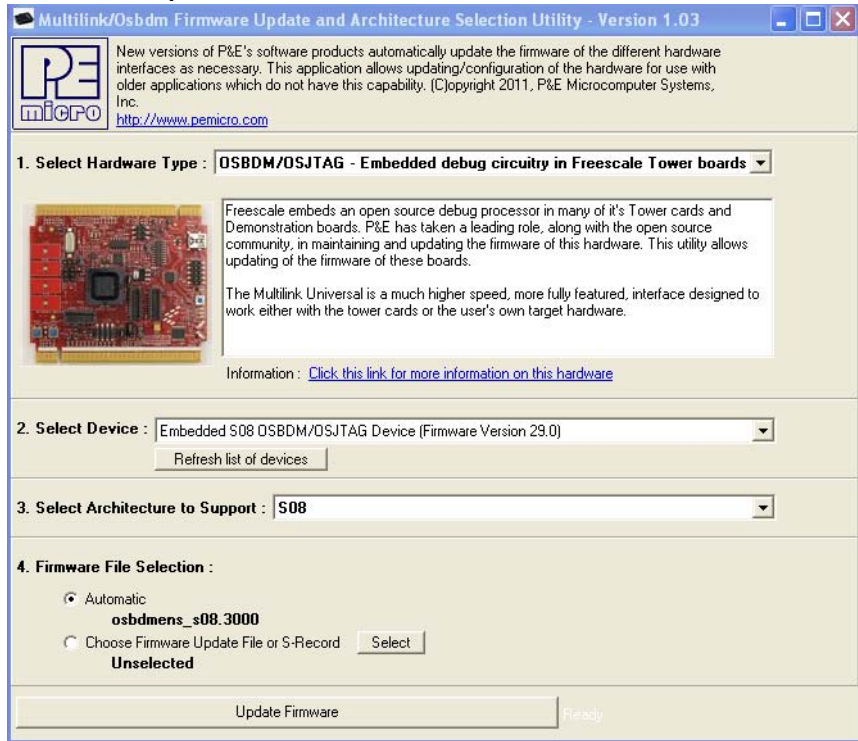 Multilink/Osbdm Firmware Update and Architecture Selection Utility - Version 1.03
PE
micro
New versions of P&E's software products automatically update the firmware of the different hardware
interfaces as necessary. This application allows updating/configuration of the hardware for use with
older applications which do not have this capability. (C)opyright 2011, P&E Microcomputer Systems,
Inc.
http://www.pemicro.com
1. Select Hardware Type : OSBDM/OSJTAG - Embedded debug circuitry in Freescale Tower boards
Freescale embeds an open source debug processor in many of it's Tower cards and
Demonstration boards. P&E has taken a leading role, along with the open source
community, in maintaining and updating the firmware of this hardware. This utility allows
updating of the firmware of these boards.
The Multilink Universal is a much higher speed, more fully featured, interface designed to
work either with the tower cards or the user's own target hardware.
Information : Click this link for more information on this hardware
2. Select Device : Embedded S08 OSBDM/OSJTAG Device (Firmware Version 29.0)
Refresh list of devices
3. Select Architecture to Support : S08
4. Firmware File Selection :
Automatic
osbdmens_s08.3000
Choose Firmware Update File or S-Record Select
Unselected
Update Firmware Ready